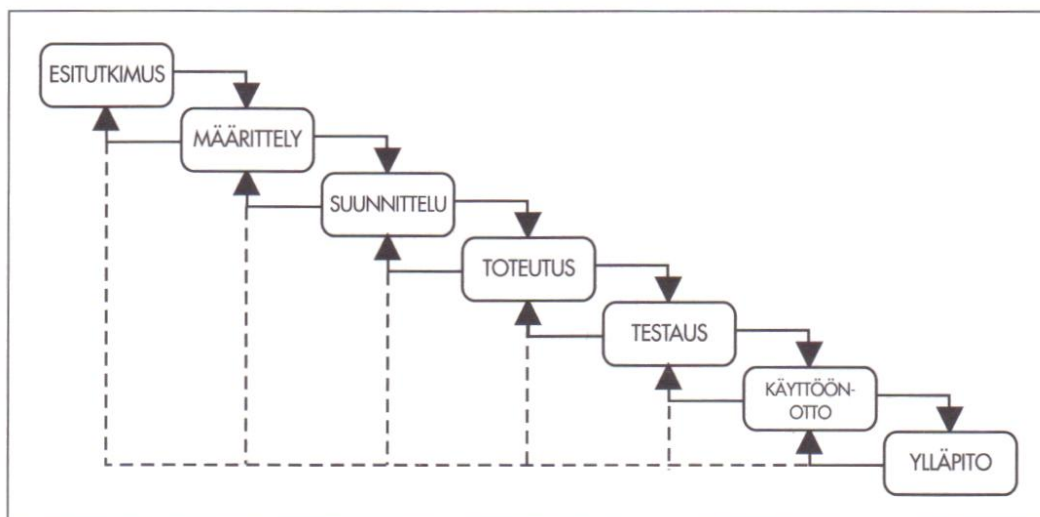 ESITUTKIMUS
MÄÄRITTELY
SUUNNITTELU
TOTEUTUS
TESTAUS
KÄYTTÖÖN-
OTTO
YLLÄPITO